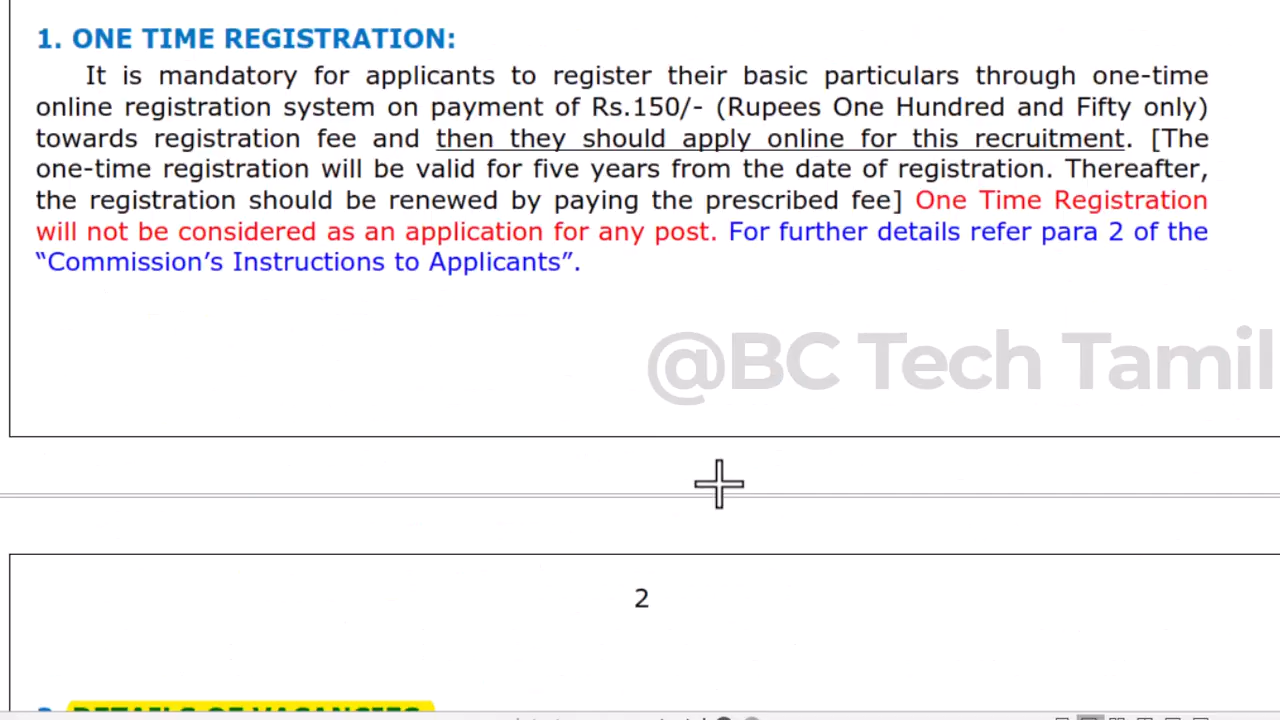 1. ONE TIME REGISTRATION:
It is mandatory for applicants to register their basic particulars through one-time
online registration system on payment of Rs.150/- (Rupees One Hundred and Fifty only)
towards registration fee and then they should apply online for this recruitment. [The
one-time registration will be valid for five years from the date of registration. Thereafter,
the registration should be renewed by paying the prescribed fee] One Time Registration
will not be considered as an application for any post. For further details refer para 2 of the
“Commission’s Instructions to Applicants”.
@BC Tech Tamil
2
DETAILS OF VACANCIES